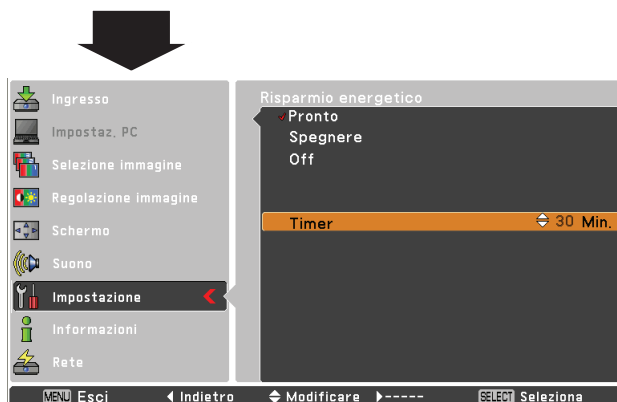 Ingresso
Impostaz. PC
Selezione immagine
Regolazione immagine
Schermo
Suono
Impostazione
Informazioni
Rete
Risparmio energetico
Pronto
Spegnere
Off
Timer 30 Min.
MENU Esci Indietro Modificare ----- SELECT Seleziona